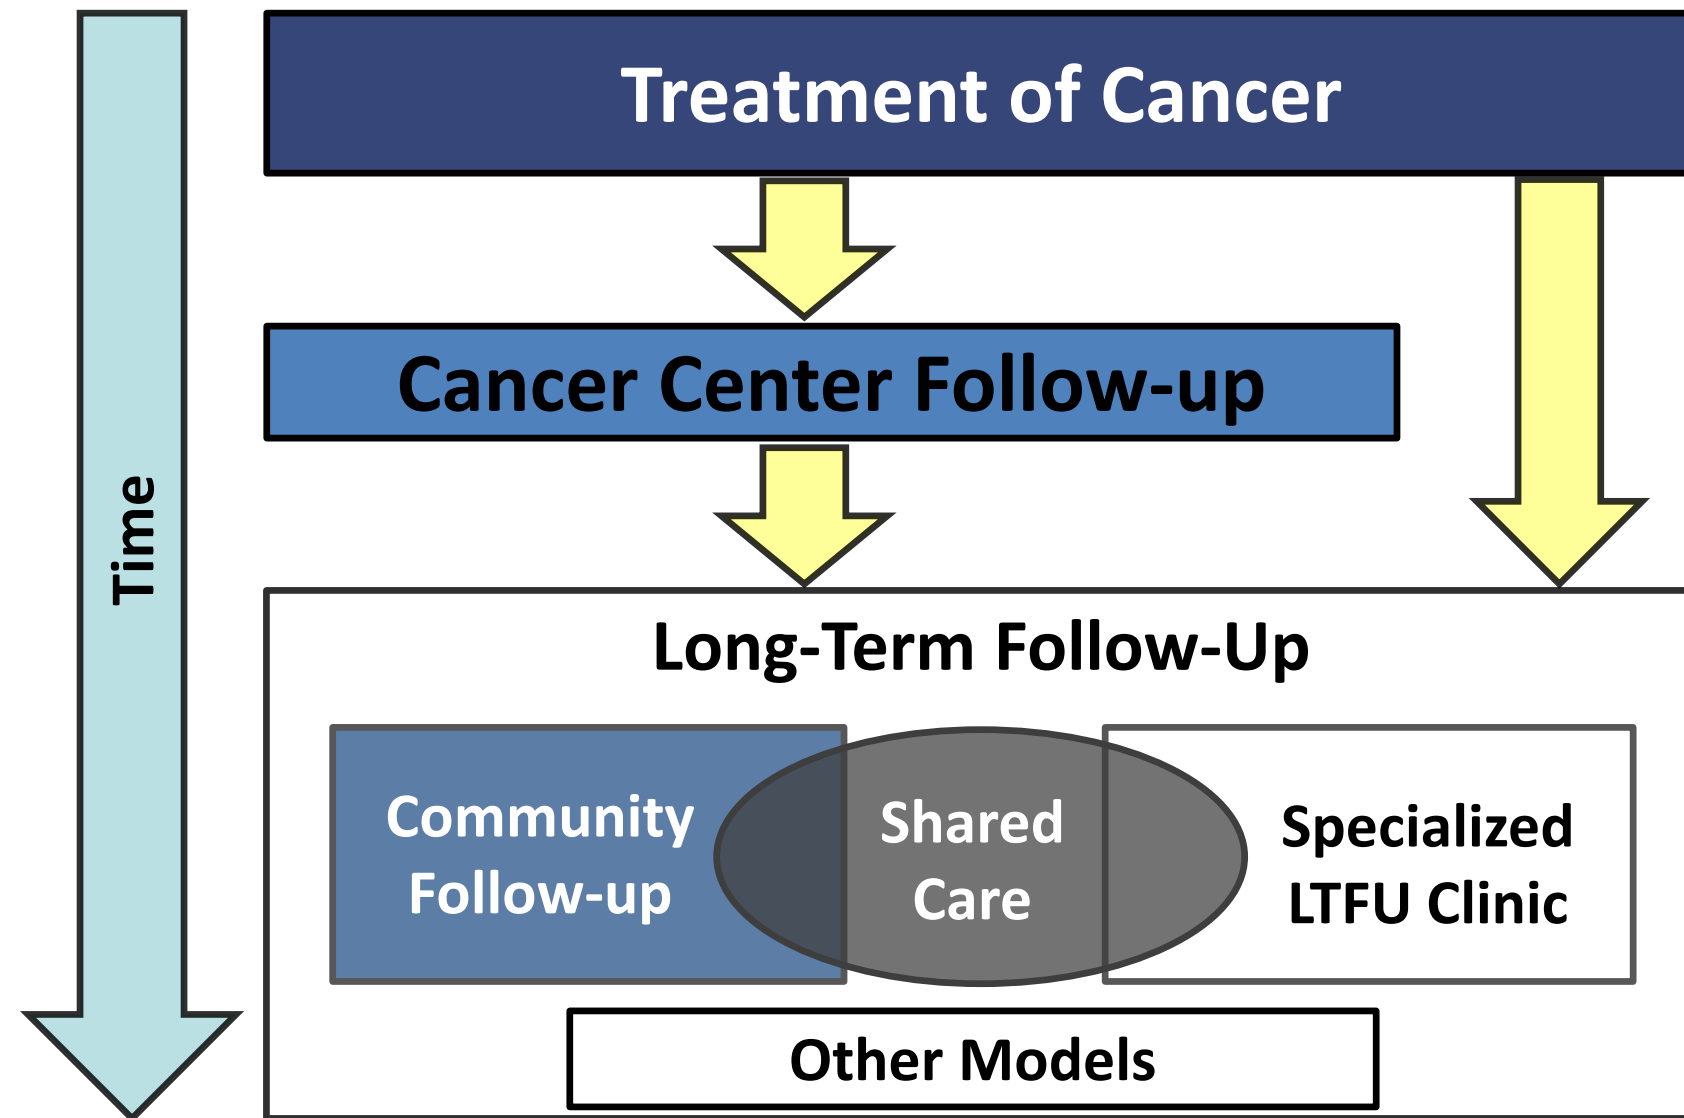 Treatment of Cancer
Cancer Center Follow-up
Time
Long-Term Follow-Up
Community
Follow-up
Shared
Care
Specialized
LTFU Clinic
Other Models